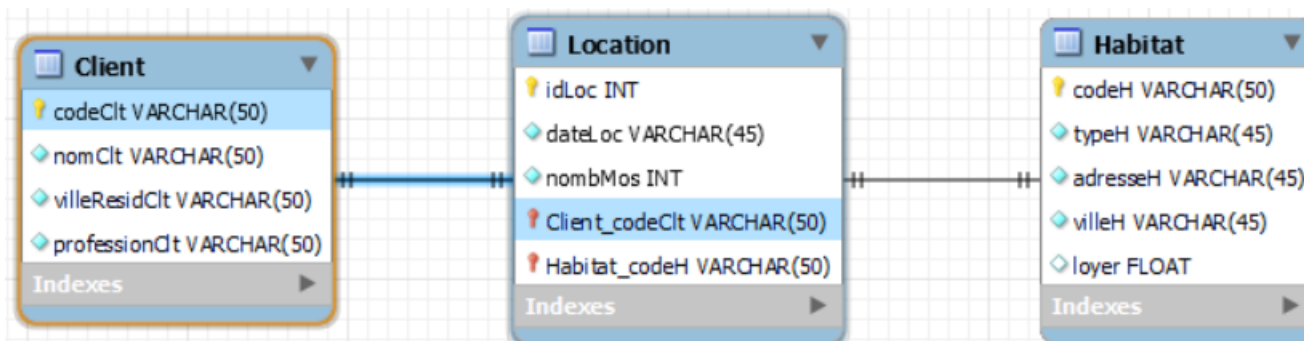 Client
codeClt VARCHAR(50)
nomClt VARCHAR(50)
villeResidClt VARCHAR(50)
professionClt VARCHAR(50)
Indexes
Location
idLoc INT
dateLoc VARCHAR(45)
nombMos INT
Client_codeClt VARCHAR(50)
Habitat_codeH VARCHAR(50)
Indexes
Habitat
codeH VARCHAR(50)
typeH VARCHAR(45)
adresseH VARCHAR(45)
villeH VARCHAR(45)
loyer FLOAT
Indexes